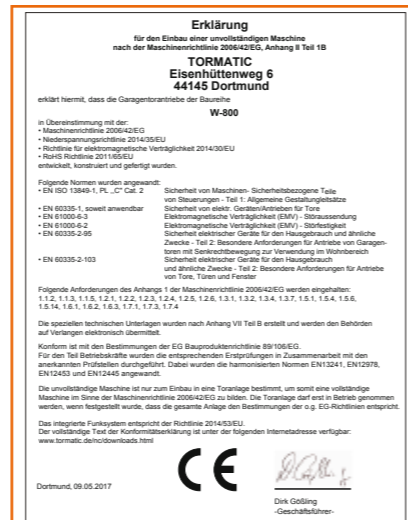 Erklärung
für den Einbau einer unvollständigen Maschine
nach der Maschinenrichtlinie 2006/42/EG, Anhang II Teil 1B
TORMATIC
Eisenhüttenweg 6
44145 Dortmund
erklärt hiermit, dass die Garagentorantriebe der Baureihe
W-800
in Übereinstimmung mit der:
• Maschinenrichtlinie 2006/42/EG
• Niederspannungsrichtlinie 2014/35/EU
• Richtlinie für elektromagnetische Verträglichkeit 2014/30/EU
• RoHS Richtlinie 2011/65/EU
entwickelt, konstruiert und gefertigt wurden.
Folgende Normen wurden angewandt:
• EN ISO 13849-1, PL „C" Cat. 2 Sicherheit von Maschinen- Sicherheitsbezogene Teile
von Steuerungen - Teil 1: Allgemeine Gestaltungsleitsätze
• EN 60335-1, soweit anwendbar Sicherheit von elektr. Geräten/Antrieben für Tore
• EN 61000-6-3 Elektromagnetische Verträglichkeit (EMV) - Störaussendung
• EN 61000-6-2 Elektromagnetische Verträglichkeit (EMV) - Störfestigkeit
• EN 60335-2-95 Sicherheit elektrischer Geräte für den Hausgebrauch und ähnliche
Zwecke - Teil 2: Besondere Anforderungen für Antriebe von Garagen-
toren mit Senkrechtbewegung zur Verwendung im Wohnbereich
• EN 60335-2-103 Sicherheit elektrischer Geräte für den Hausgebrauch
und ähnliche Zwecke - Teil 2: Besondere Anforderungen für Antriebe
von Tore, Türen und Fenster
Folgende Anforderungen des Anhangs 1 der Maschinenrichtlinie 2006/42/EG werden eingehalten:
1.1.2, 1.1.3, 1.1.5, 1.2.1, 1.2.2, 1.2.3, 1.2.4, 1.2.5, 1.2.6, 1.3.1, 1.3.2, 1.3.4, 1.3.7, 1.5.1, 1.5.4, 1.5.6,
1.5.14, 1.6.1, 1.6.2, 1.6.3, 1.7.1, 1.7.3, 1.7.4
Die speziellen technischen Unterlagen wurden nach Anhang VII Teil B erstellt und werden den Behörden
auf Verlangen elektronisch übermittelt.
Konform ist mit den Bestimmungen der EG Bauproduktenrichtlinie 89/106/EG.
Für den Teil Betriebskräfte wurden die entsprechenden Erstprüfungen in Zusammenarbeit mit den
anerkannten Prüfstellen durchgeführt. Dabei wurden die harmonisierten Normen EN13241, EN12978,
EN12453 und EN12445 angewandt.
Die unvollständige Maschine ist nur zum Einbau in eine Toranlage bestimmt, um somit eine vollständige
Maschine im Sinne der Maschinenrichtlinie 2006/42/EG zu bilden. Die Toranlage darf erst in Betrieb genommen
werden, wenn festgestellt wurde, dass die gesamte Anlage den Bestimmungen der o.g. EG-Richtlinien entspricht.
Das integrierte Funksystem entspricht der Richtlinie 2014/53/EU.
Der vollständige Text der Konformitätserklärung ist unter der folgenden Internetadresse verfügbar:
www.tormatic.de/nc/downloads.html
CE
Dortmund, 09.05.2017
Dirk Gößling
-Geschäftsführer-